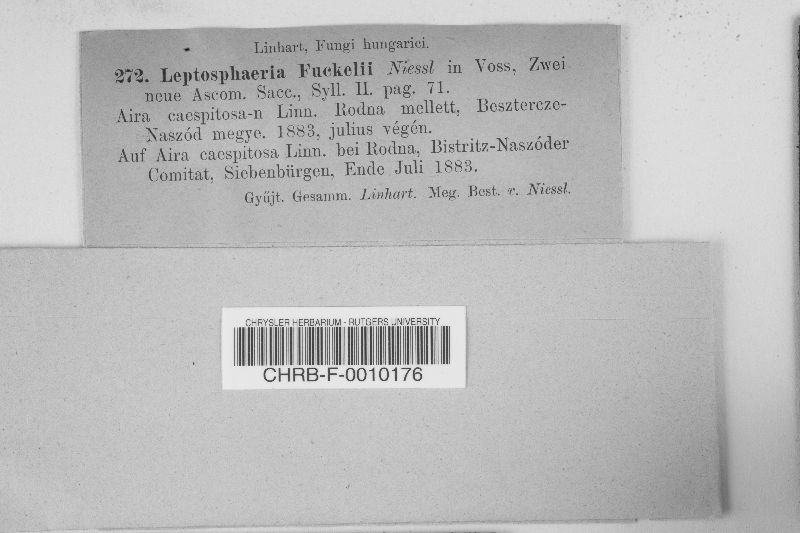 Linhart, Fungi hungarici.
272. Leptosphaeria Fuckelii Niessl in Voss, Zwei
neue Ascom. Sacc., Syll. II. pag. 71.
Aira caespitosa-n Linn. Rodna mellett, Besztercze-
Naszód megye. 1883, julius végén.
Auf Aira caespitosa Linn. bei Rodna, Bistritz-Naszóder
Comitat, Siebenbürgen, Ende Juli 1883.
Gyűjt. Gesamm. Linhart. Meg. Best. v. Niessl.
CHRYSLER HERBARIUM - RUTGERS UNIVERSITY
CHRB-F-0010176